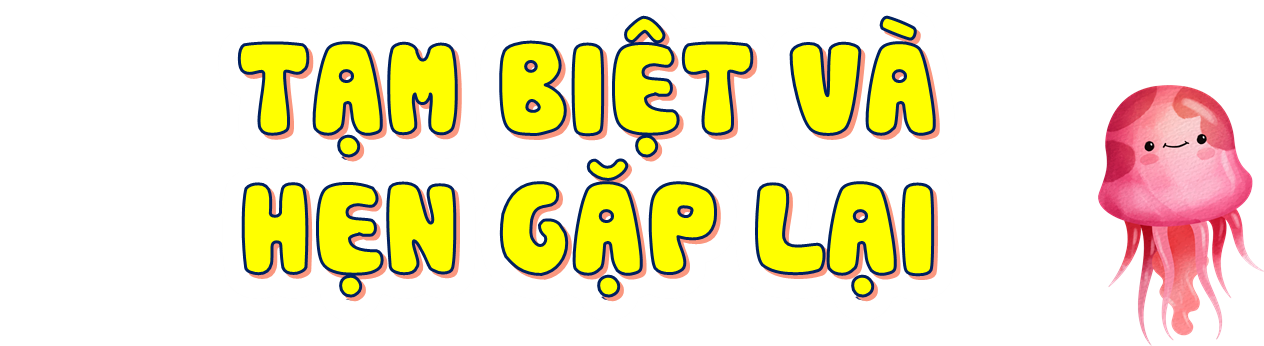 TẠM BIỆT VÀ
HẸN GẶP LẠI